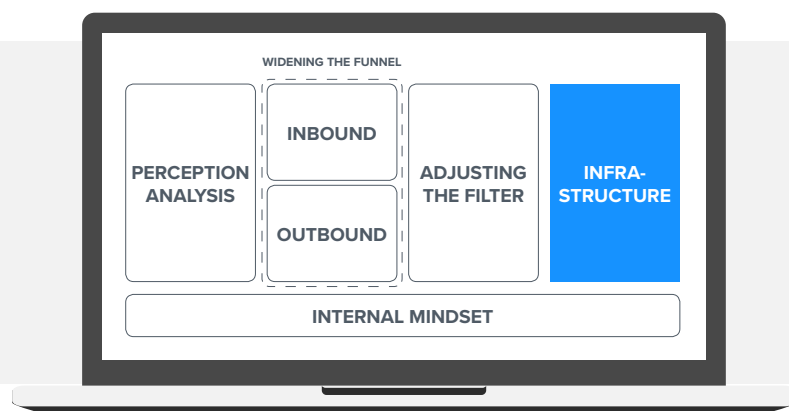 WIDENING THE FUNNEL
PERCEPTION
ANALYSIS
INBOUND
OUTBOUND
ADJUSTING
THE FILTER
INFRA-
STRUCTURE
INTERNAL MINDSET